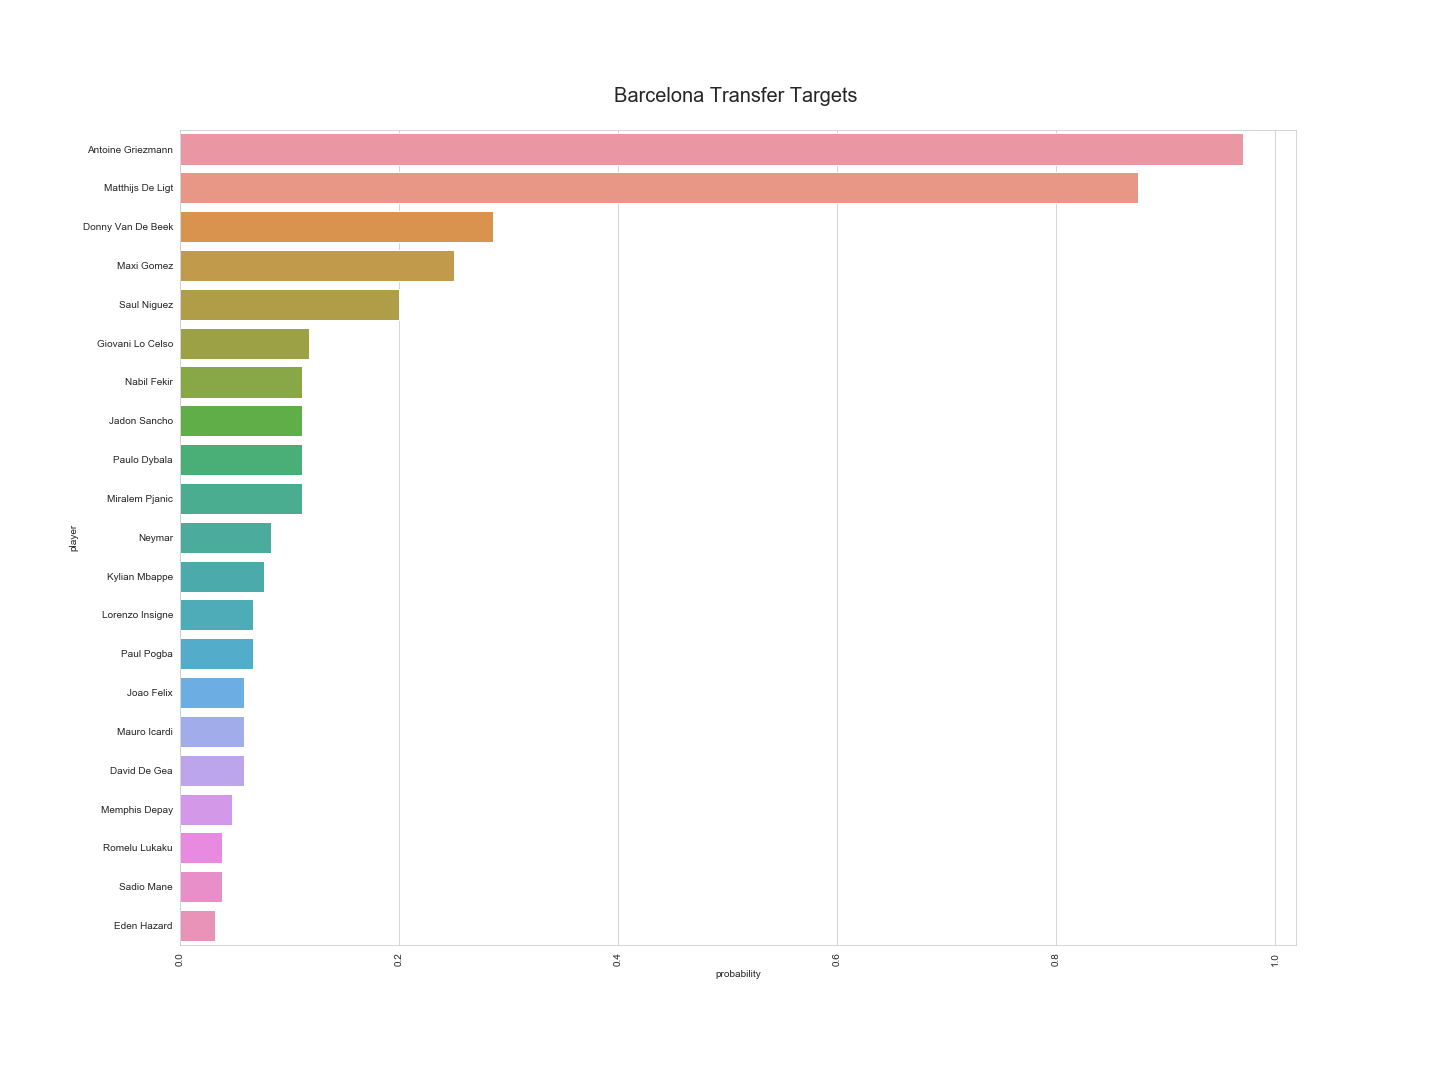 Barcelona Transfer Targets
Antoine Griezmann
Matthijs De Ligt
Donny Van De Beek
Maxi Gomez
Saul Niguez
Giovani Lo Celso
Nabil Fekir
Jadon Sancho
Paulo Dybala
Miralem Pjanic
Neymar
Kylian Mbappe
Lorenzo Insigne
Paul Pogba
Joao Felix
Mauro Icardi
David De Gea
Memphis Depay
Romelu Lukaku
Sadio Mane
Eden Hazard
player
0.0 0.2 0.4 0.6 0.8 1.0
probability